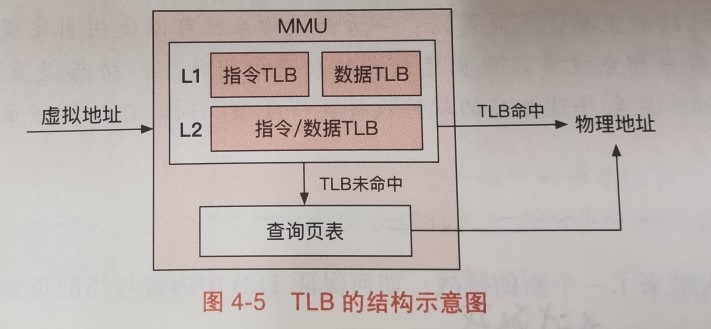 MMU
L1 指令TLB 数据TLB
虚拟地址
L2 指令/数据TLB
TLB命中
物理地址
TLB未命中
查询页表
图 4-5 TLB 的结构示意图